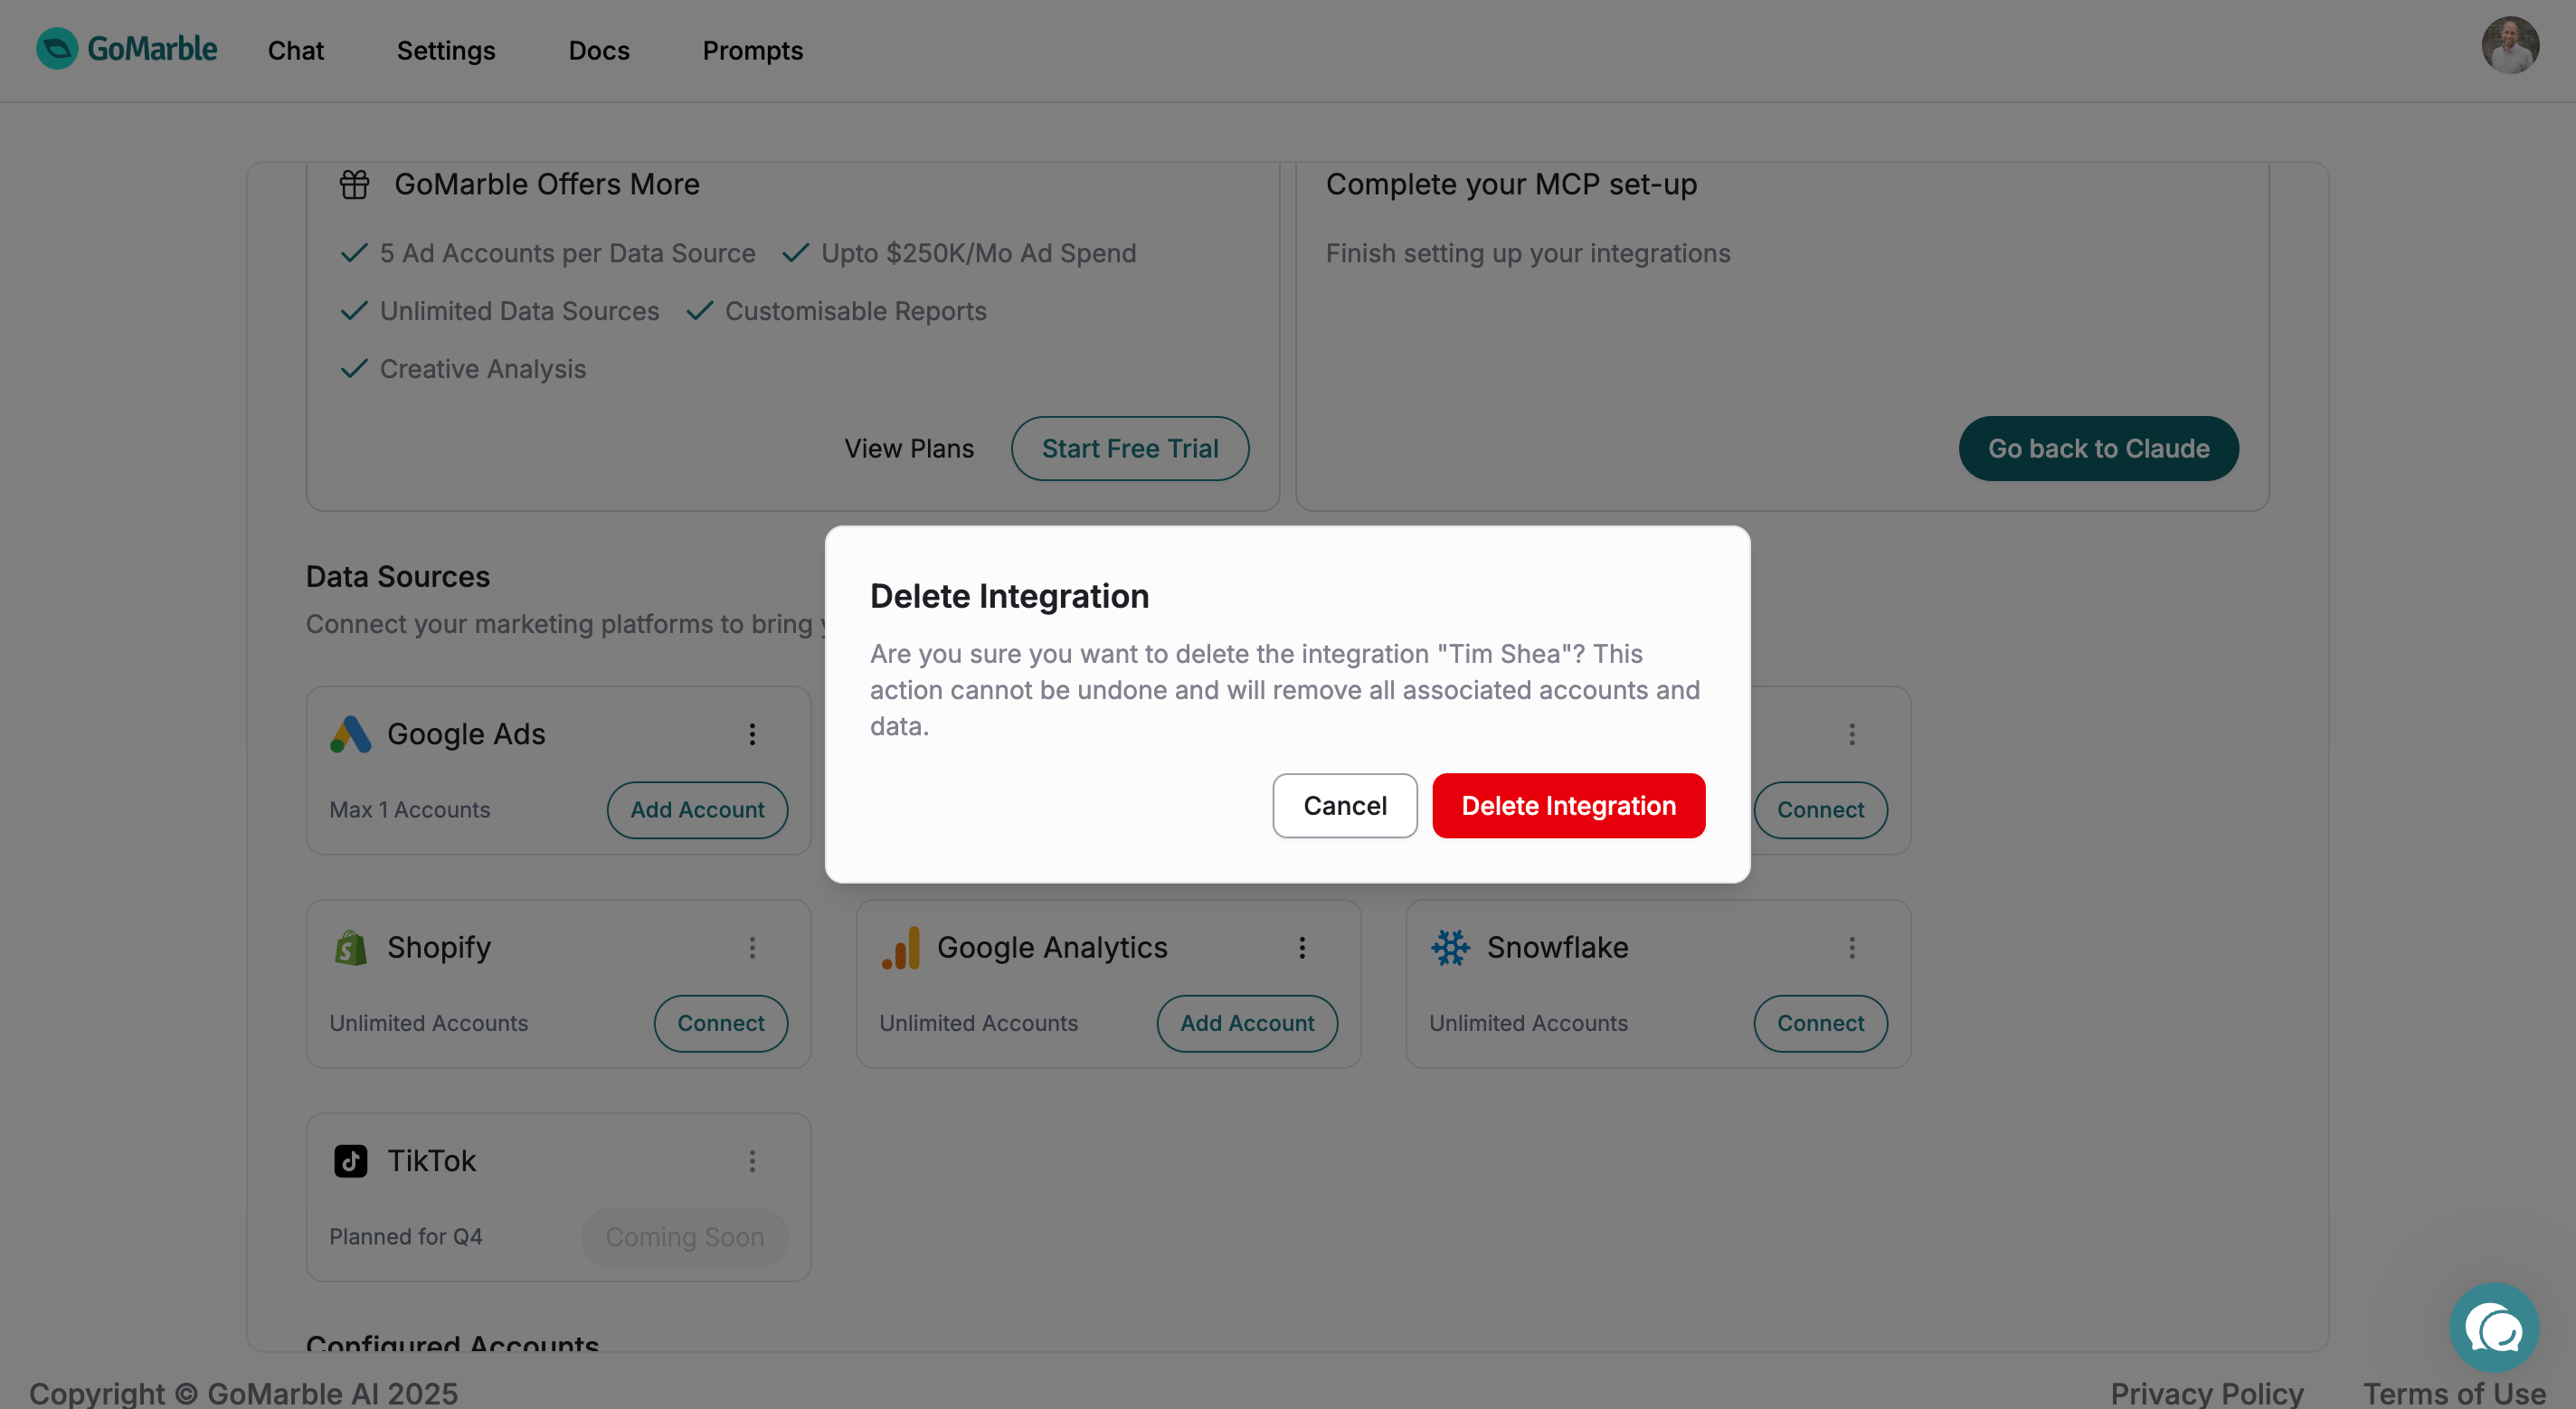 GoMarble Chat Settings Docs Prompts
GoMarble Offers More
5 Ad Accounts per Data Source Upto $250K/Mo Ad Spend
Unlimited Data Sources Customisable Reports
Creative Analysis
View Plans Start Free Trial
Complete your MCP set-up
Finish setting up your integrations
Go back to Claude
Data Sources
Connect your marketing platforms to bring
Delete Integration
Are you sure you want to delete the integration "Tim Shea"? This
action cannot be undone and will remove all associated accounts and
data.
Cancel Delete Integration
Google Ads
Max 1 Accounts Add Account
Connect
Shopify
Unlimited Accounts Connect
Google Analytics
Unlimited Accounts Add Account
Snowflake
Unlimited Accounts Connect
TikTok
Planned for Q4 Coming Soon
Configured Accounts
Copyright © GoMarble AI 2025 Privacy Policy Terms of Use